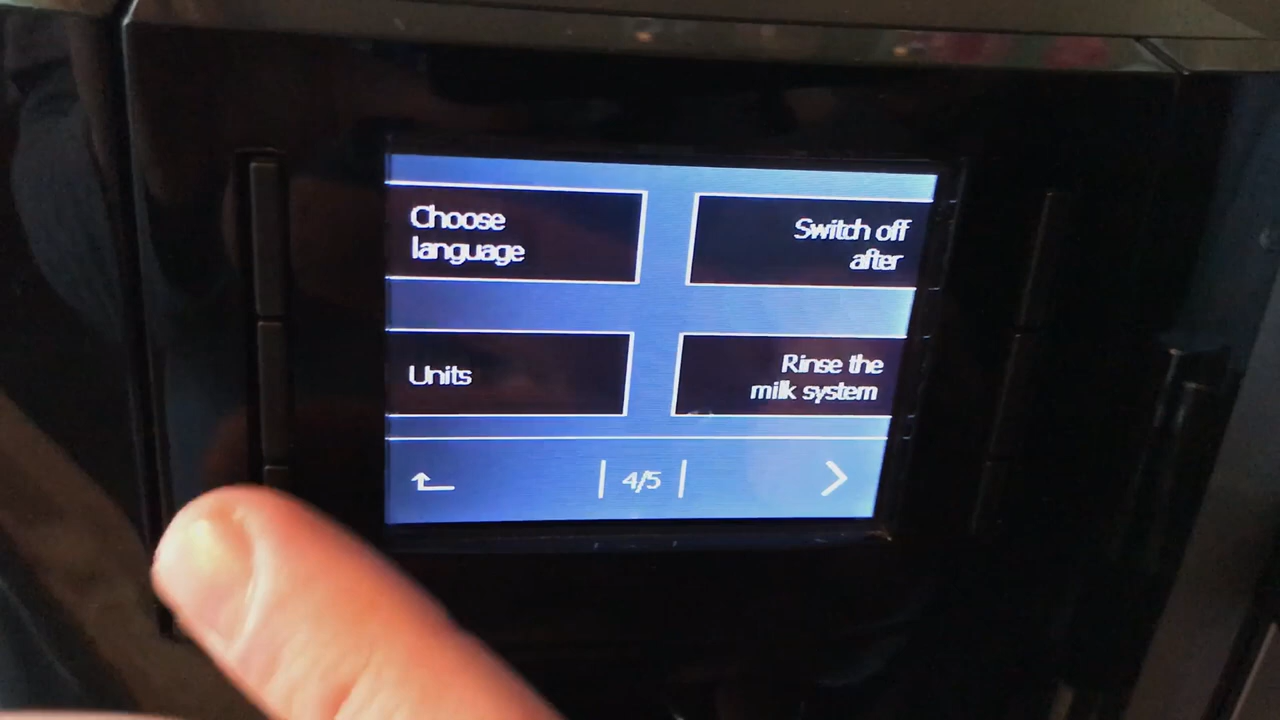 Choose
language
Switch off
after
Units
Rinse the
milk system
4/5